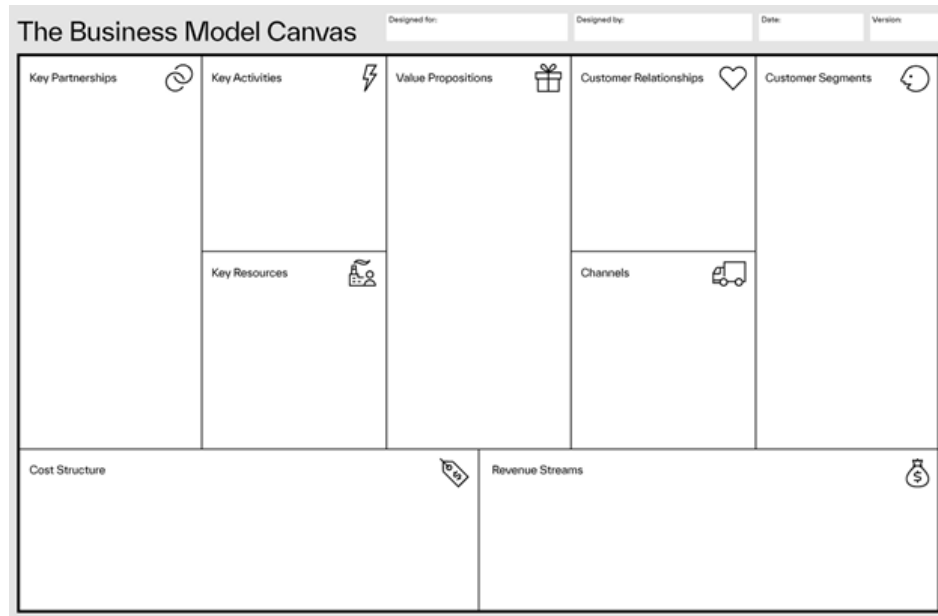 The Business Model Canvas
Designed for:
Designed by:
Date:
Version:
Key Partnerships
Key Activities
Value Propositions
Customer Relationships
Customer Segments
Key Resources
Channels
Cost Structure
Revenue Streams
$